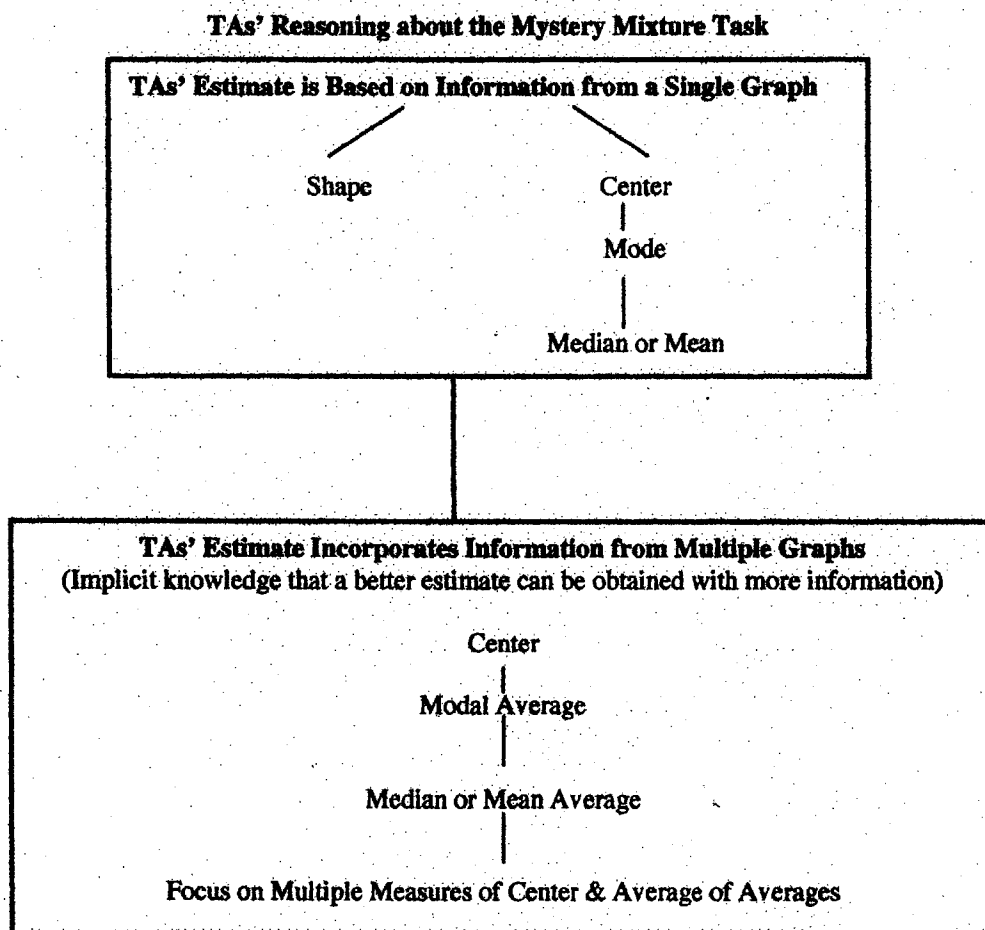 TAs' Reasoning about the Mystery Mixture Task
TAs' Estimate is Based on Information from a Single Graph
Shape Center
Mode
Median or Mean
TAs' Estimate Incorporates Information from Multiple Graphs
(Implicit knowledge that a better estimate can be obtained with more information)
Center
Modal Average
Median or Mean Average
Focus on Multiple Measures of Center & Average of Averages